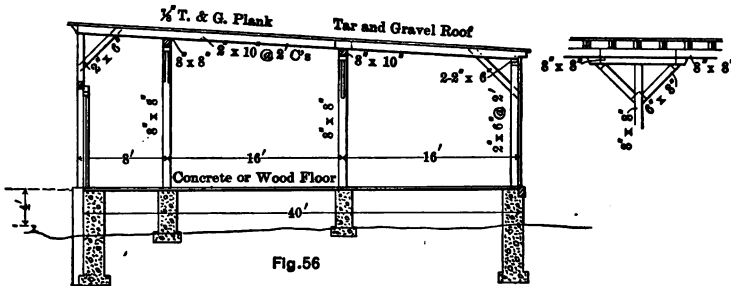 ⅞" T. & G. Plank
Tar and Gravel Roof
2" x 6"
8" x 8"
2" x 10" @ 2' C's
8" x 10"
2-2" x 6"
8" x 8"
8" x 8"
2" x 6" @ 2'
8'
16'
16'
Concrete or Wood Floor
40'
4'
8" x 8"
8" x 8"
6" x 8"
8" x 8"
Fig.56